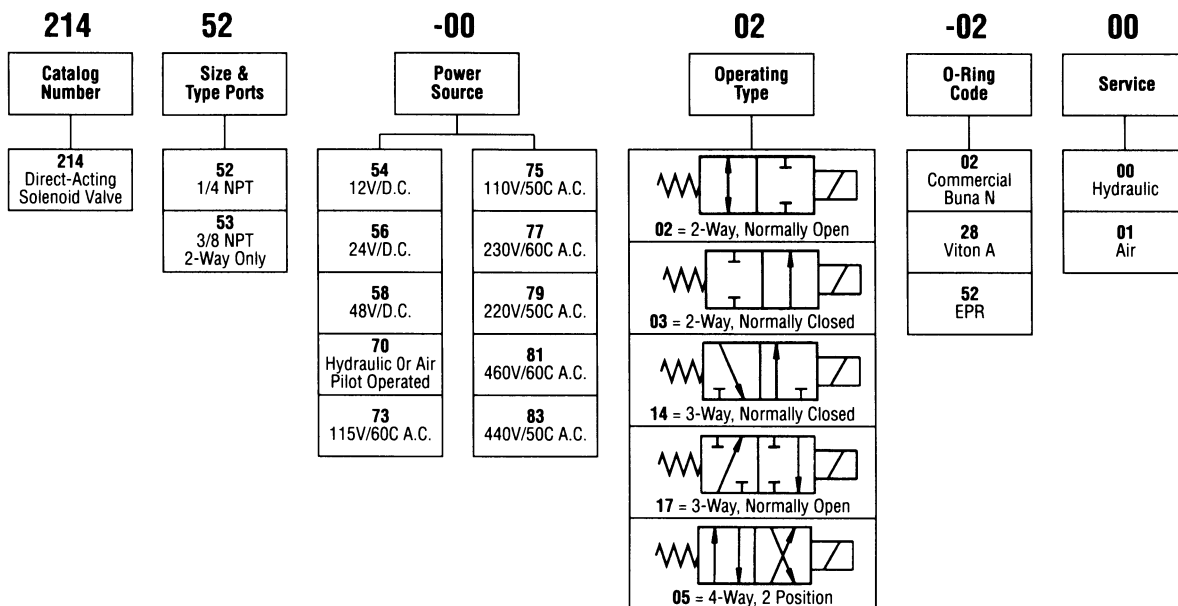 214 52 -00 02 -02 00
Catalog
Number
Size &
Type Ports
Power
Source
Operating
Type
O-Ring
Code
Service
214
Direct-Acting
Solenoid Valve
52
1/4 NPT
53
3/8 NPT
2-Way Only
54
12V/D.C.
56
24V/D.C.
58
48V/D.C.
70
Hydraulic Or Air
Pilot Operated
73
115V/60C A.C.
75
110V/50C A.C.
77
230V/60C A.C.
79
220V/50C A.C.
81
460V/60C A.C.
83
440V/50C A.C.
02 = 2-Way, Normally Open
03 = 2-Way, Normally Closed
14 = 3-Way, Normally Closed
17 = 3-Way, Normally Open
05 = 4-Way, 2 Position
02
Commercial
Buna N
28
Viton A
52
EPR
00
Hydraulic
01
Air